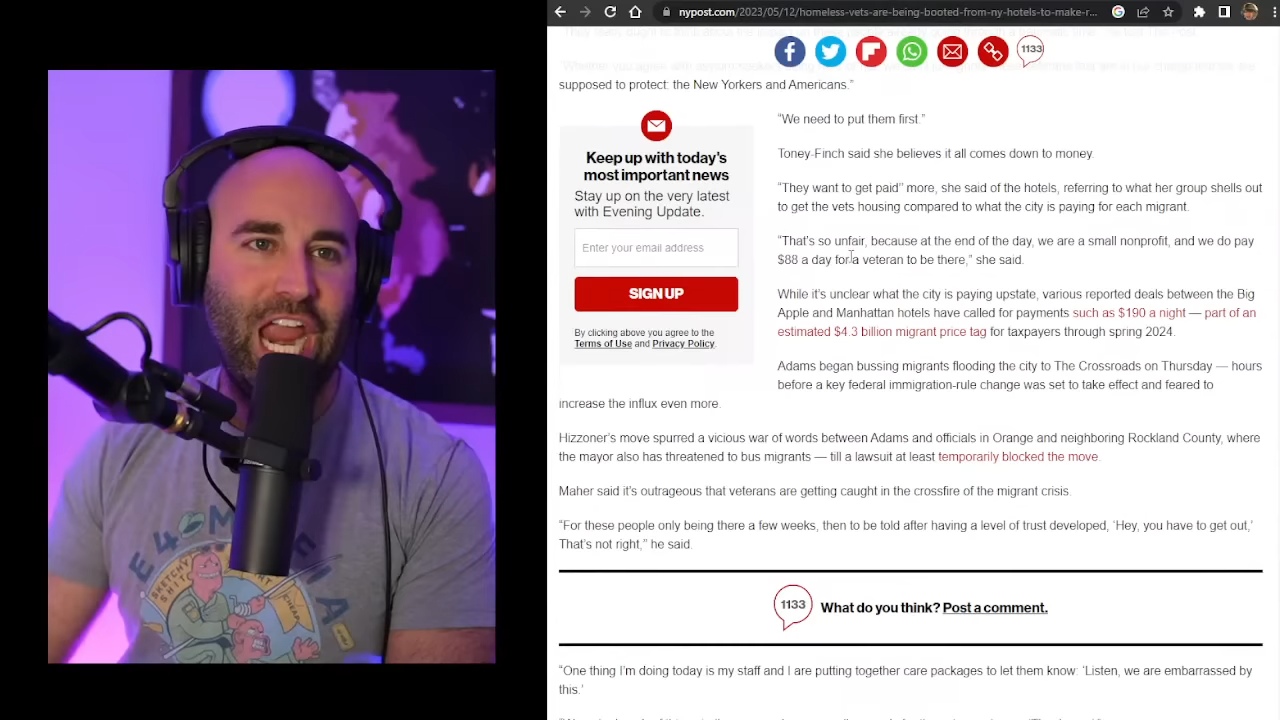 nypost.com/2023/05/12/homeless-vets-are-being-booted-from-ny-hotels-to-make-r...
1133
supposed to protect: the New Yorkers and Americans.”
“We need to put them first.”
Keep up with today’s
most important news
Stay up on the very latest
with Evening Update.
Enter your email address
SIGN UP
By clicking above you agree to the
Terms of Use and Privacy Policy.
Toney-Finch said she believes it all comes down to money.
“They want to get paid” more, she said of the hotels, referring to what her group shells out
to get the vets housing compared to what the city is paying for each migrant.
“That’s so unfair, because at the end of the day, we are a small nonprofit, and we do pay
$88 a day for a veteran to be there,” she said.
While it’s unclear what the city is paying upstate, various reported deals between the Big
Apple and Manhattan hotels have called for payments such as $190 a night — part of an
estimated $4.3 billion migrant price tag for taxpayers through spring 2024.
Adams began bussing migrants flooding the city to The Crossroads on Thursday — hours
before a key federal immigration-rule change was set to take effect and feared to
increase the influx even more.
Hizzoner’s move spurred a vicious war of words between Adams and officials in Orange and neighboring Rockland County, where
the mayor also has threatened to bus migrants — till a lawsuit at least temporarily blocked the move.
Maher said it’s outrageous that veterans are getting caught in the crossfire of the migrant crisis.
“For these people only being there a few weeks, then to be told after having a level of trust developed, ‘Hey, you have to get out,’
That’s not right,” he said.
1133
What do you think? Post a comment.
“One thing I’m doing today is my staff and I are putting together care packages to let them know: ‘Listen, we are embarrassed by
this.’
SKETCHY
SHIT
CHEAP